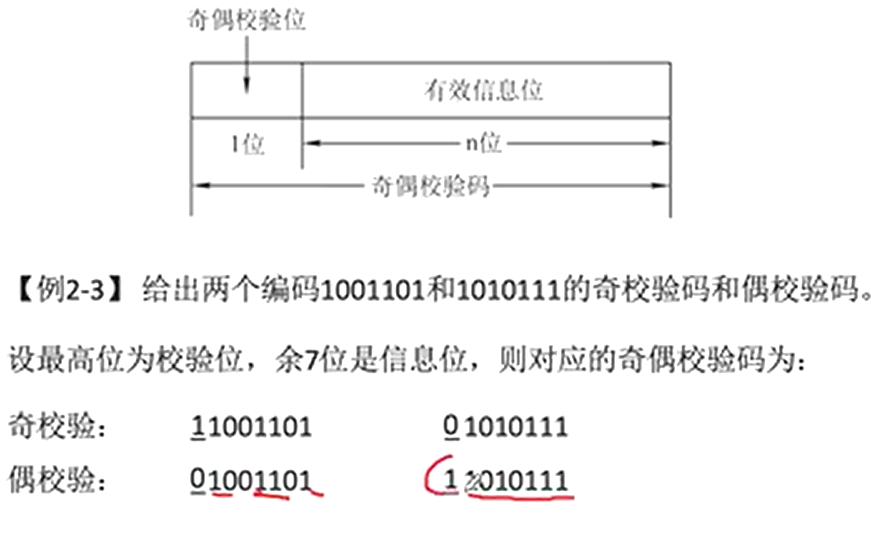 奇偶校验位
有效信息位
1位
n位
奇偶校验码
【例2-3】 给出两个编码1001101和1010111的奇校验码和偶校验码。
设最高位为校验位，余7位是信息位，则对应的奇偶校验码为：
奇校验： 11001101 01010111
偶校验： 01001101 11010111